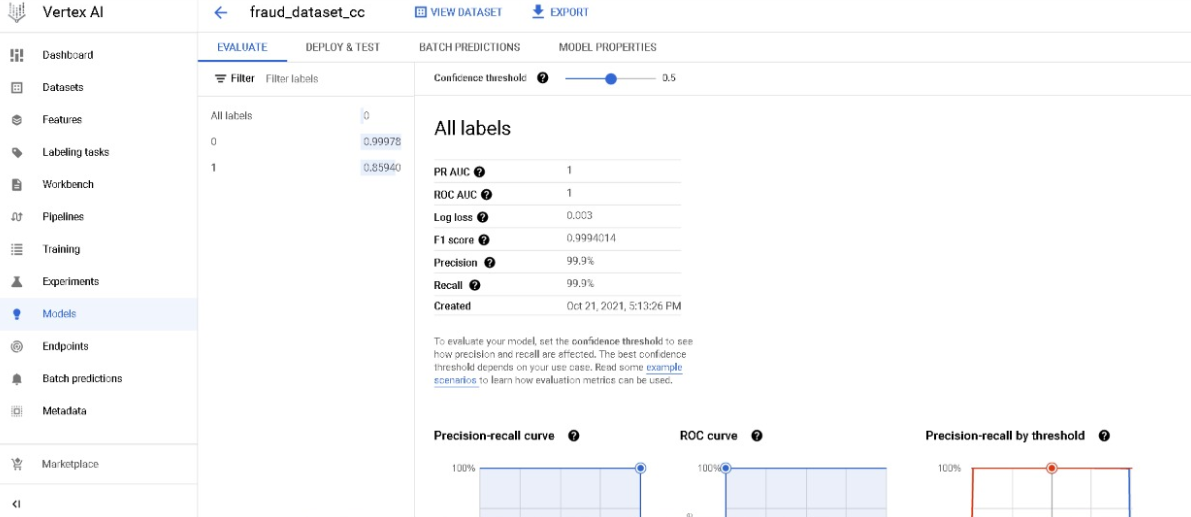 Vertex AI
Dashboard
Datasets
Features
Labeling tasks
Workbench
Pipelines
Training
Experiments
Models
Endpoints
Batch predictions
Metadata
Marketplace
fraud_dataset_cc VIEW DATASET EXPORT
EVALUATE DEPLOY & TEST BATCH PREDICTIONS MODEL PROPERTIES
Filter Filter labels
All labels 0
0 0.99978
1 0.85940
Confidence threshold ? 0.5
All labels
PR AUC ? 1
ROC AUC ? 1
Log loss ? 0.003
F1 score ? 0.9994014
Precision ? 99.9%
Recall ? 99.9%
Created Oct 21, 2021, 5:13:26 PM
To evaluate your model, set the confidence threshold to see
how precision and recall are affected. The best confidence
threshold depends on your use case. Read some example
scenarios to learn how evaluation metrics can be used.
Precision-recall curve ? ROC curve ? Precision-recall by threshold ?
100% 100% 100%